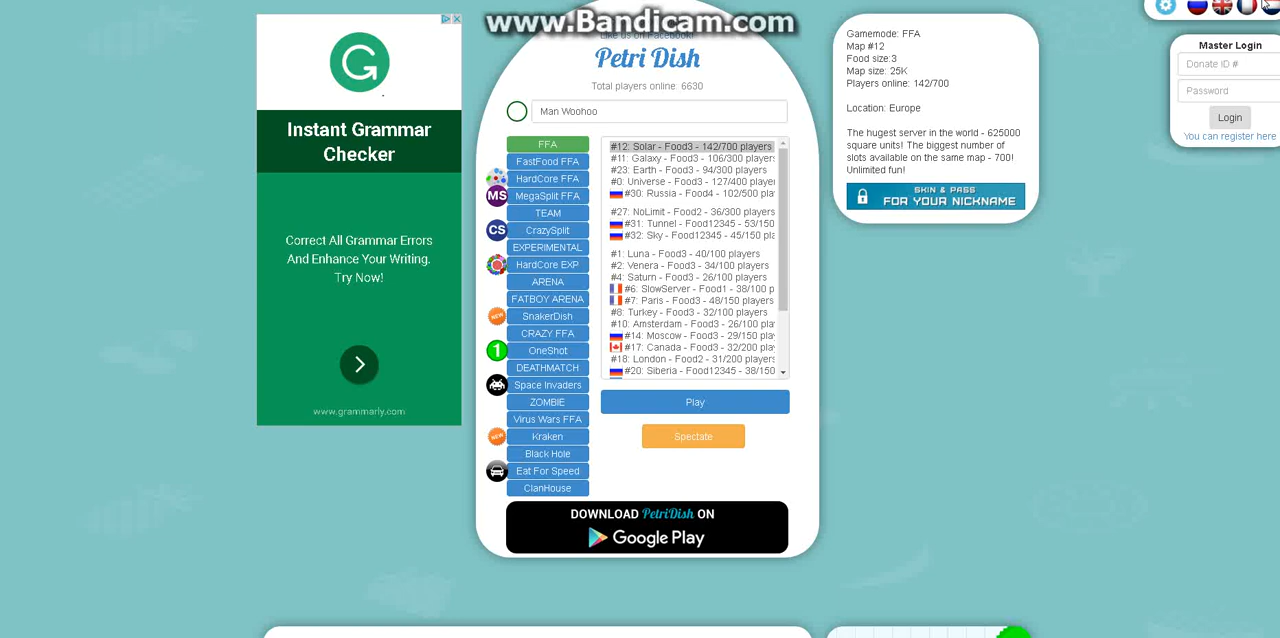 www.Bandicam.com
Like us on Facebook!
Petri Dish
Total players online: 6630
Man Woohoo
Instant Grammar
Checker
Correct All Grammar Errors
And Enhance Your Writing.
Try Now!
www.grammarly.com
FFA
FastFood FFA
HardCore FFA
MS
MegaSplit FFA
TEAM
CS
CrazySplit
EXPERIMENTAL
HardCore EXP
ARENA
FATBOY ARENA
NEW
SnakerDish
CRAZY FFA
1
OneShot
DEATHMATCH
Space Invaders
ZOMBIE
Virus Wars FFA
NEW
Kraken
Black Hole
Eat For Speed
ClanHouse
#12: Solar - Food3 - 142/700 players
#11: Galaxy - Food3 - 106/300 players
#23: Earth - Food3 - 94/300 players
#0: Universe - Food3 - 127/400 player
#30: Russia - Food4 - 102/500 pla
#27: NoLimit - Food2 - 36/300 players
#31: Tunnel - Food12345 - 53/150
#32: Sky - Food12345 - 45/150 pla
#1: Luna - Food3 - 40/100 players
#2: Venera - Food3 - 34/100 players
#4: Saturn - Food3 - 26/100 players
#6: SlowServer - Food1 - 38/100 p
#7: Paris - Food3 - 48/150 players
#8: Turkey - Food3 - 32/100 players
#10: Amsterdam - Food3 - 26/100 pla
#14: Moscow - Food3 - 29/150 pla
#17: Canada - Food3 - 32/200 pla
#18: London - Food2 - 31/200 players
#20: Siberia - Food12345 - 38/150
Play
Spectate
DOWNLOAD PetriDish ON
Google Play
Gamemode: FFA
Map #12
Food size:3
Map size: 25K
Players online: 142/700
Location: Europe
The hugest server in the world - 625000
square units! The biggest number of
slots available on the same map - 700!
Unlimited fun!
SKIN & PASS
FOR YOUR NICKNAME
Master Login
Donate ID #
Password
Login
You can register here